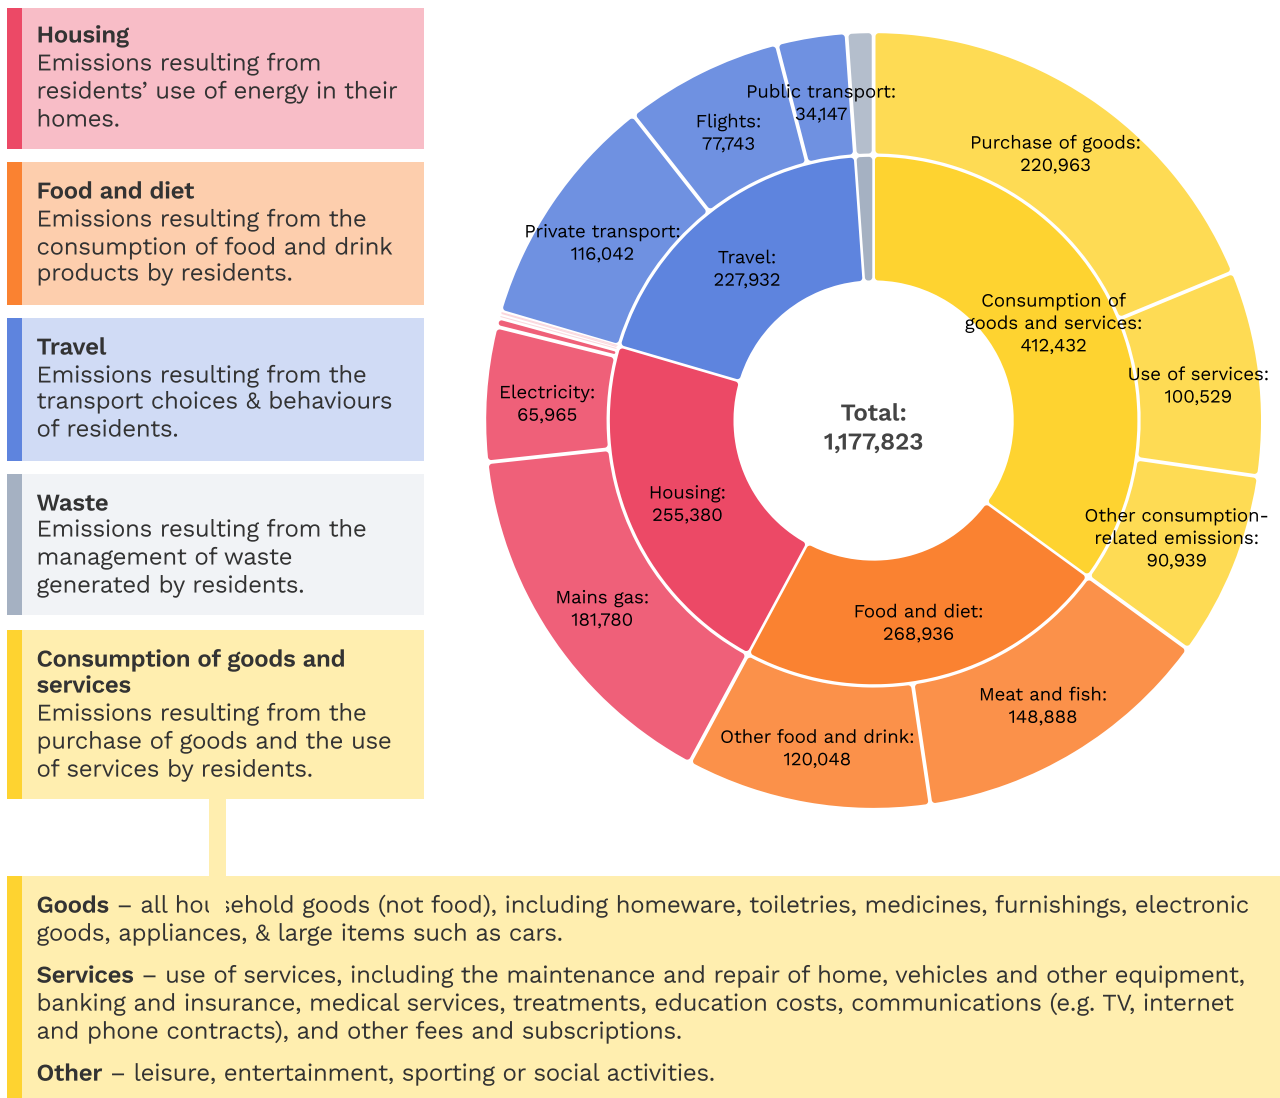 Housing
Emissions resulting from
residents’ use of energy in their
homes.
Food and diet
Emissions resulting from the
consumption of food and drink
products by residents.
Travel
Emissions resulting from the
transport choices & behaviours
of residents.
Waste
Emissions resulting from the
management of waste
generated by residents.
Consumption of goods and
services
Emissions resulting from the
purchase of goods and the use
of services by residents.
Public transport:
34,147
Flights:
77,743
Purchase of goods:
220,963
Private transport:
116,042
Travel:
227,932
Consumption of
goods and services:
412,432
Use of services:
100,529
Electricity:
65,965
Total:
1,177,823
Housing:
255,380
Other consumption-
related emissions:
90,939
Mains gas:
181,780
Food and diet:
268,936
Meat and fish:
148,888
Other food and drink:
120,048
Goods – all household goods (not food), including homeware, toiletries, medicines, furnishings, electronic
goods, appliances, & large items such as cars.
Services – use of services, including the maintenance and repair of home, vehicles and other equipment,
banking and insurance, medical services, treatments, education costs, communications (e.g. TV, internet
and phone contracts), and other fees and subscriptions.
Other – leisure, entertainment, sporting or social activities.